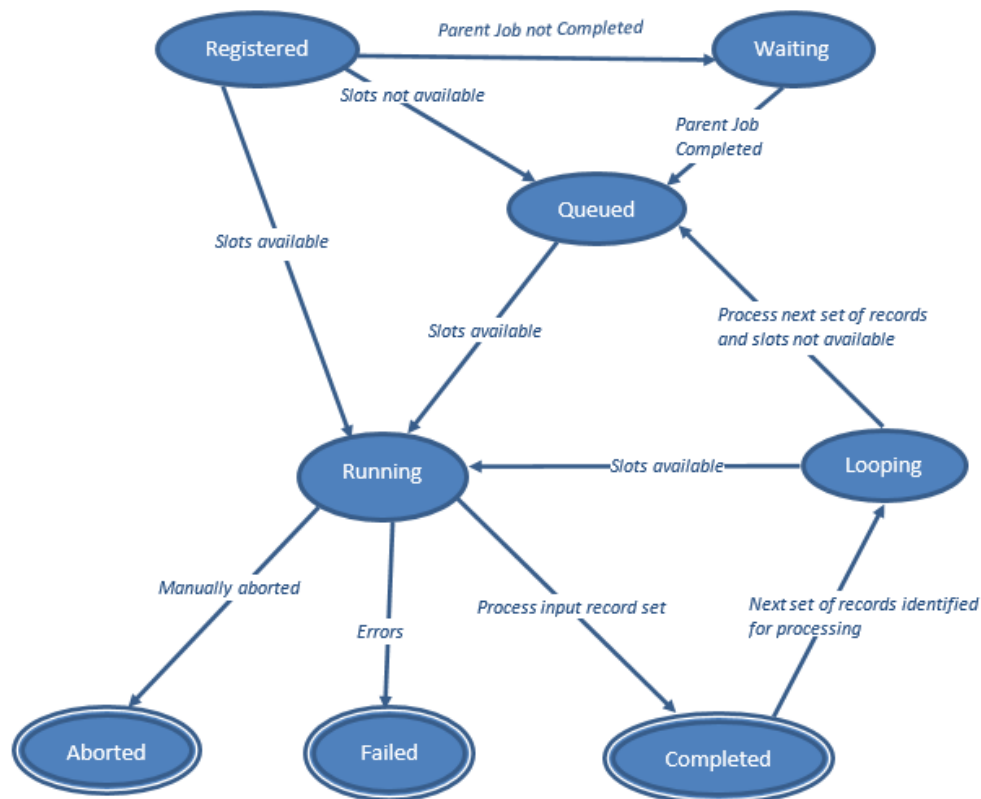 Registered
Parent Job not Completed
Waiting
Slots not available
Parent Job
Completed
Queued
Slots available
Slots available
Process next set of records
and slots not available
Running
Slots available
Looping
Manually aborted
Errors
Process input record set
Next set of records identified
for processing
Aborted
Failed
Completed